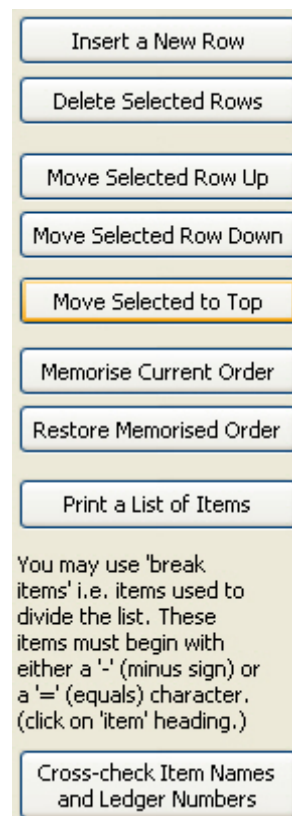 Insert a New Row
Delete Selected Rows
Move Selected Row Up
Move Selected Row Down
Move Selected to Top
Memorise Current Order
Restore Memorised Order
Print a List of Items
You may use 'break
items' i.e. items used to
divide the list. These
items must begin with
either a '-' (minus sign) or
a '=' (equals) character.
(click on 'item' heading.)
Cross-check Item Names
and Ledger Numbers